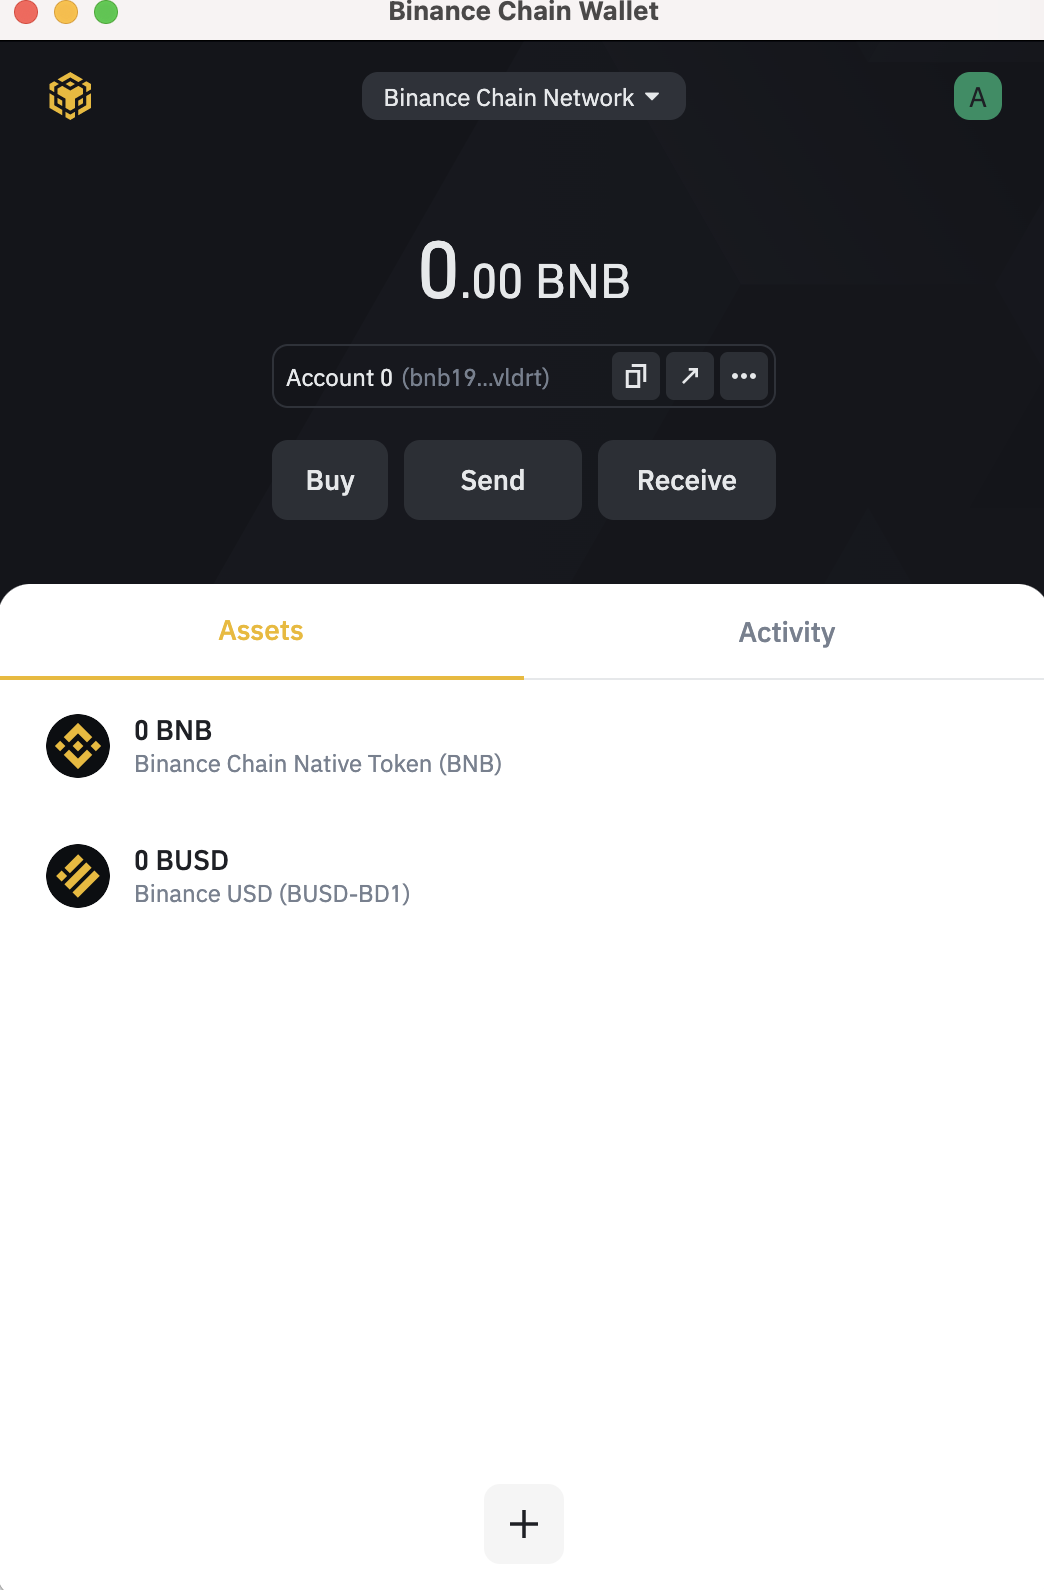 Binance Chain Wallet
Binance Chain Network
A
0.00 BNB
Account 0 (bnb19...vldrt)
Buy Send Receive
Assets Activity
0 BNB
Binance Chain Native Token (BNB)
0 BUSD
Binance USD (BUSD-BD1)